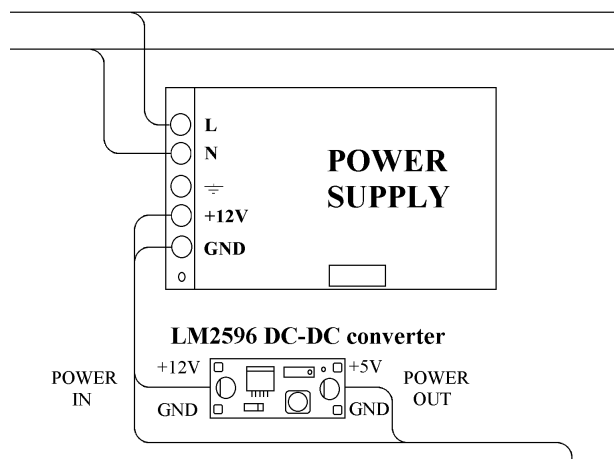 L
N
POWER
SUPPLY
+12V
GND
LM2596 DC-DC converter
+12V
+5V
POWER
IN
POWER
OUT
GND
GND